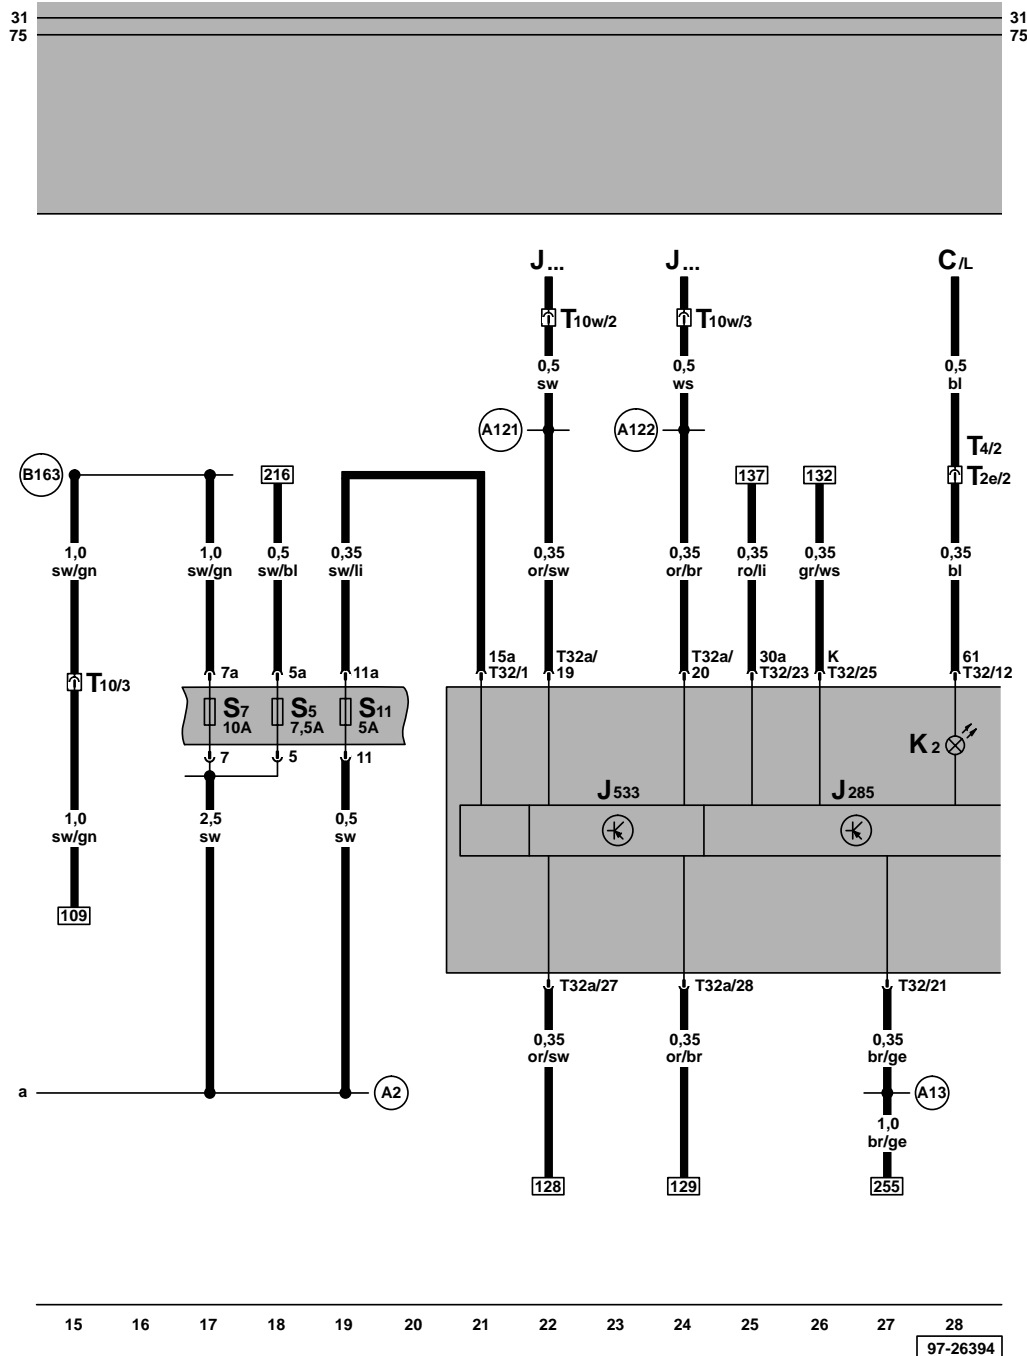 31 31
75 75
J... J... C/L
T10w/2 T10w/3
0,5 0,5 0,5
sw ws bl
A121 A122
T4/2
B163 216 137 132 T2e/2
1,0 1,0 0,5 0,35 0,35 0,35 0,35 0,35 0,35
sw/gn sw/gn sw/bl sw/li or/sw or/br ro/li gr/ws bl
15a T32a/ T32a/ 30a K 61
T10/3 7a 5a 11a T32/1 19 20 T32/23 T32/25 T32/12
S7 S5 S11
10A 7,5A 5A
K2
7 5 11
J533 J285
1,0 2,5 0,5
sw/gn sw sw
109
T32a/27 T32a/28 T32/21
0,35 0,35 0,35
or/sw or/br br/ge
a A2 A13
1,0
br/ge
128 129 255
15 16 17 18 19 20 21 22 23 24 25 26 27 28
97-26394